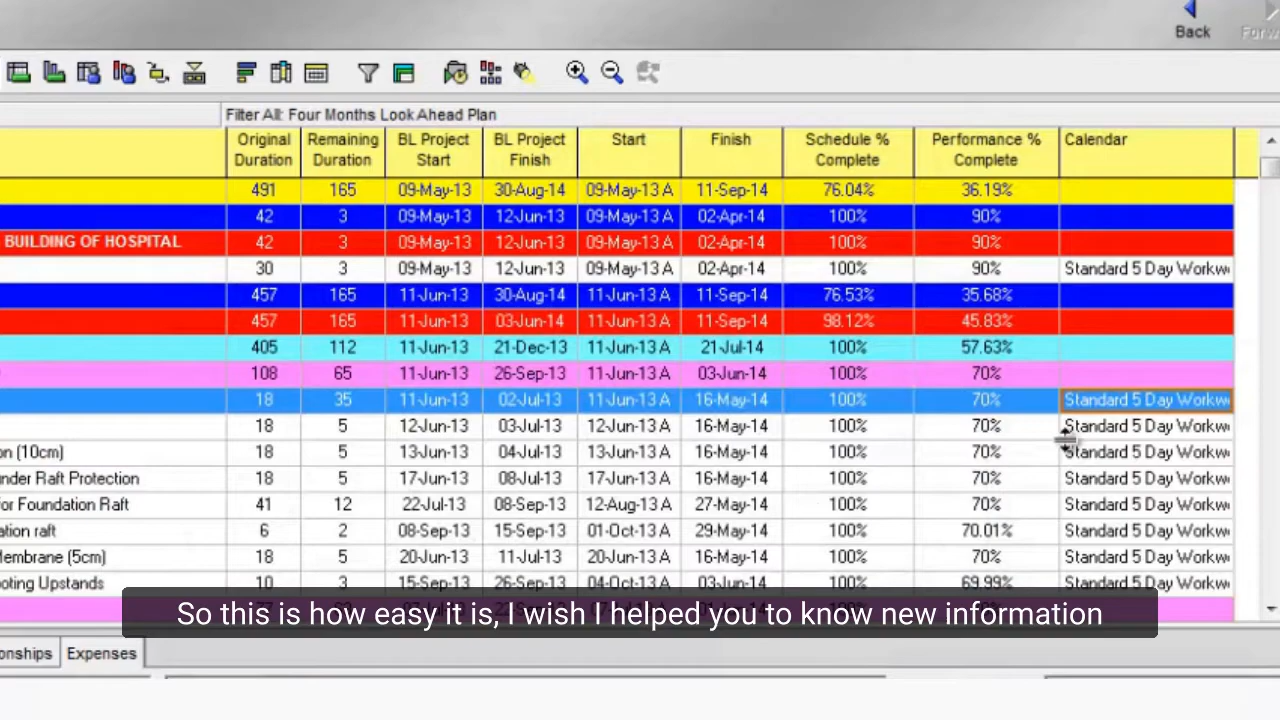 Back
Forw
Filter All: Four Months Look Ahead Plan
Original Duration Remaining Duration BL Project Start BL Project Finish Start Finish Schedule % Complete Performance % Complete Calendar
491 165 09-May-13 30-Aug-14 09-May-13 A 11-Sep-14 76.04% 36.19%
42 3 09-May-13 12-Jun-13 09-May-13 A 02-Apr-14 100% 90%
BUILDING OF HOSPITAL 42 3 09-May-13 12-Jun-13 09-May-13 A 02-Apr-14 100% 90%
30 3 09-May-13 12-Jun-13 09-May-13 A 02-Apr-14 100% 90% Standard 5 Day Workw
457 165 11-Jun-13 30-Aug-14 11-Jun-13 A 11-Sep-14 76.53% 35.68%
457 165 11-Jun-13 03-Jun-14 11-Jun-13 A 11-Sep-14 98.12% 45.83%
405 112 11-Jun-13 21-Dec-13 11-Jun-13 A 21-Jul-14 100% 57.63%
108 65 11-Jun-13 26-Sep-13 11-Jun-13 A 03-Jun-14 100% 70%
18 35 11-Jun-13 02-Jul-13 11-Jun-13 A 16-May-14 100% 70% Standard 5 Day Workw
18 5 12-Jun-13 03-Jul-13 12-Jun-13 A 16-May-14 100% 70% Standard 5 Day Workw
on (10cm) 18 5 13-Jun-13 04-Jul-13 13-Jun-13 A 16-May-14 100% 70% Standard 5 Day Workw
nder Raft Protection 18 5 17-Jun-13 08-Jul-13 17-Jun-13 A 16-May-14 100% 70% Standard 5 Day Workw
for Foundation Raft 41 12 22-Jul-13 08-Sep-13 12-Aug-13 A 27-May-14 100% 70% Standard 5 Day Workw
ation raft 6 2 08-Sep-13 15-Sep-13 01-Oct-13 A 29-May-14 100% 70.01% Standard 5 Day Workw
Membrane (5cm) 18 5 20-Jun-13 11-Jul-13 20-Jun-13 A 16-May-14 100% 70% Standard 5 Day Workw
ooting Upstands 10 3 15-Sep-13 26-Sep-13 04-Oct-13 A 03-Jun-14 100% 69.99% Standard 5 Day Workw
So this is how easy it is, I wish I helped you to know new information
onships Expenses